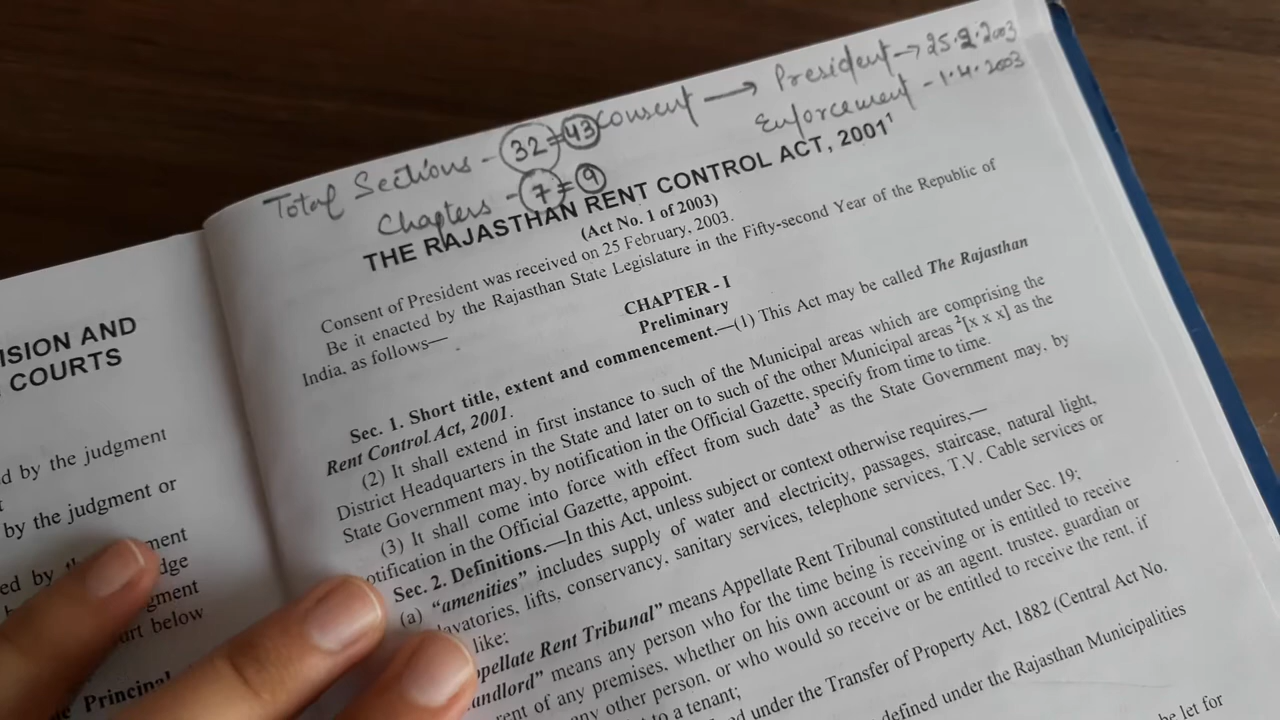 ISION AND
COURTS
d by the judgment
by the judgment or
ment
dge
gment
urt below
Principal
Total Sections - 32 = 43 Consent → President → 25.2.2003
Enforcement - 1.4.2003
Chapters - 7 = 9
THE RAJASTHAN RENT CONTROL ACT, 2001¹
(Act No. 1 of 2003)
Consent of President was received on 25 February, 2003.
Be it enacted by the Rajasthan State Legislature in the Fifty-second Year of the Republic of
India, as follows—
CHAPTER - I
Preliminary
Sec. 1. Short title, extent and commencement.—(1) This Act may be called The Rajasthan
Rent Control Act, 2001.
(2) It shall extend in first instance to such of the Municipal areas which are comprising the
District Headquarters in the State and later on to such of the other Municipal areas ²[x x x] as the
State Government may, by notification in the Official Gazette, specify from time to time.
(3) It shall come into force with effect from such date³ as the State Government may, by
otification in the Official Gazette, appoint.
Sec. 2. Definitions.—In this Act, unless subject or context otherwise requires,—
(a) “amenities” includes supply of water and electricity, passages, staircase, natural light,
lavatories, lifts, conservancy, sanitary services, telephone services, T.V. Cable services or
like;
ppellate Rent Tribunal” means Appellate Rent Tribunal constituted under Sec. 19;
andlord” means any person who for the time being is receiving or is entitled to receive
rent of any premises, whether on his own account or as an agent, trustee, guardian or
any other person, or who would so receive or be entitled to receive the rent, if
to a tenant;
d under the Transfer of Property Act, 1882 (Central Act No.
defined under the Rajasthan Municipalities
be let for